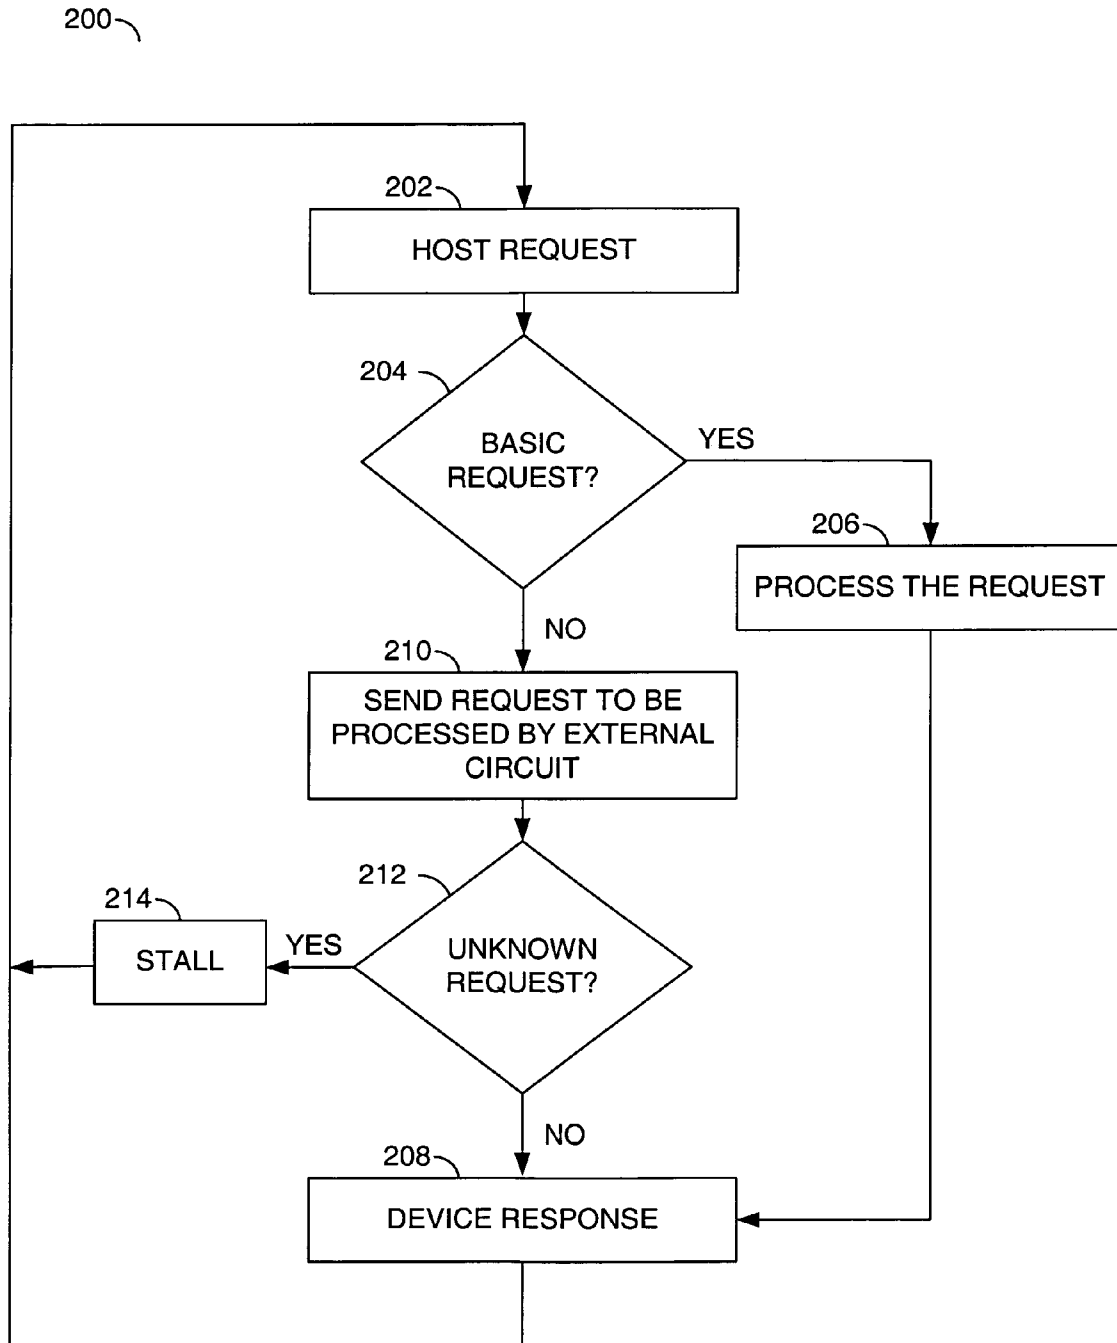 200
202
HOST REQUEST
204
BASIC
REQUEST?
YES
206
PROCESS THE REQUEST
NO
210
SEND REQUEST TO BE
PROCESSED BY EXTERNAL
CIRCUIT
212
214
UNKNOWN
REQUEST?
YES
STALL
NO
208
DEVICE RESPONSE